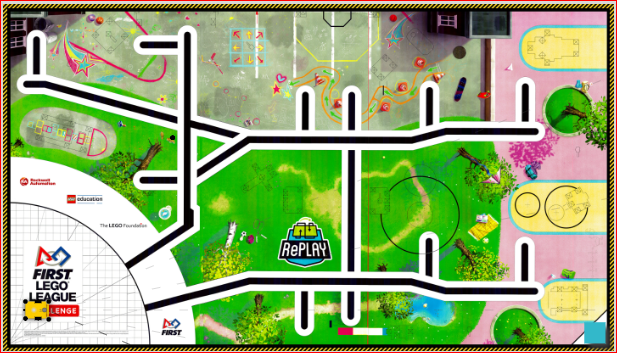 Rockwell
Automation
LEGO education
The LEGO Foundation
RePLAY
FIRST
LEGO
LEAGUE
LENGE
FIRST